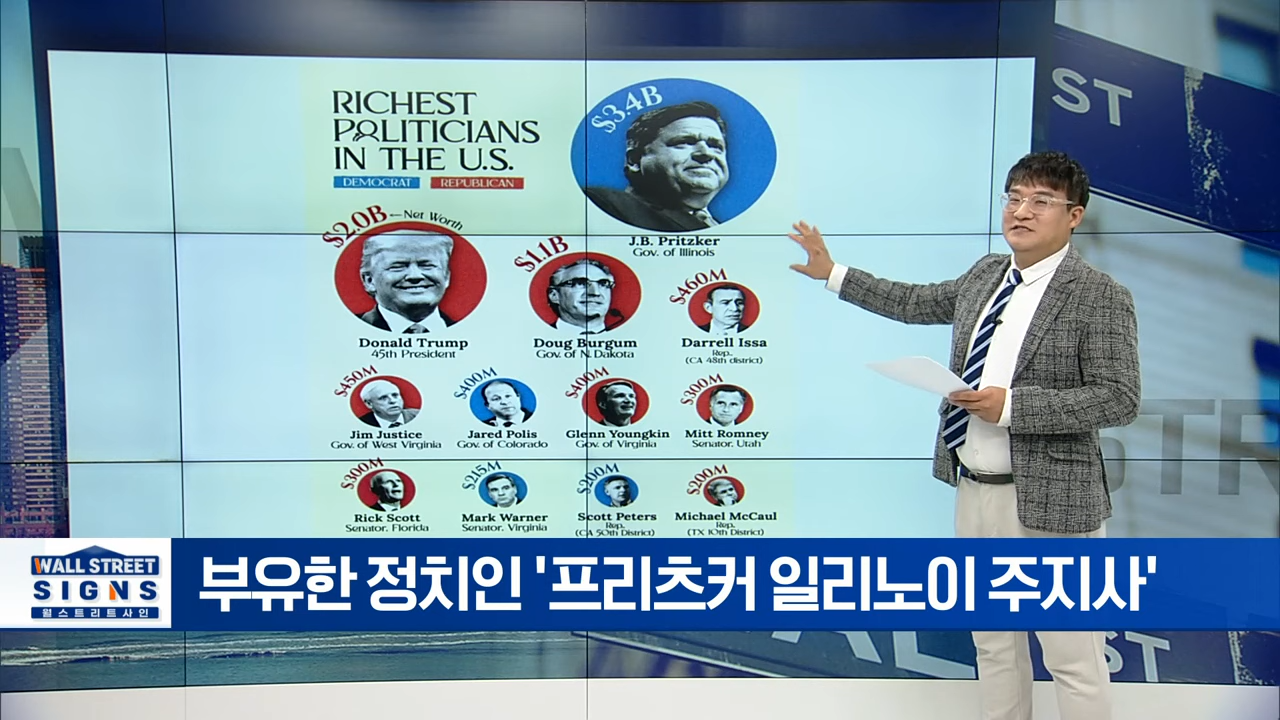 RICHEST
POLITICIANS
IN THE U.S.
DEMOCRAT REPUBLICAN
$3.4B
J.B. Pritzker
Gov. of Illinois
$2.0B ←Net Worth
Donald Trump
45th President
$1.1B
Doug Burgum
Gov. of N. Dakota
$460M
Darrell Issa
Rep.
(CA 48th district)
$450M
Jim Justice
Gov. of West Virginia
$400M
Jared Polis
Gov. of Colorado
$400M
Glenn Youngkin
Gov. of Virginia
$300M
Mitt Romney
Senator, Utah
$300M
Rick Scott
Senator, Florida
$215M
Mark Warner
Senator, Virginia
$200M
Scott Peters
Rep.
(CA 50th District)
$200M
Michael McCaul
Rep.
(TX 10th District)
ST
STR
WALL STREET
SIGNS
월스트리트사인
부유한 정치인 '프리츠커 일리노이 주지사'
ST